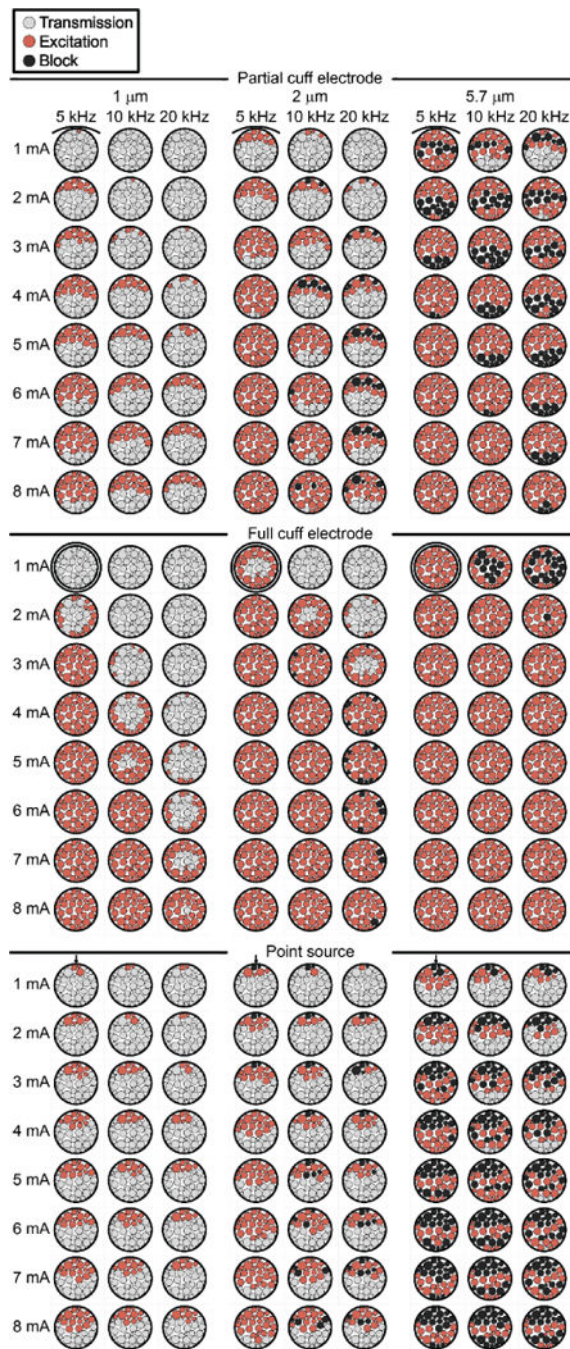 Transmission
Excitation
Block
Partial cuff electrode
1 μm 2 μm 5.7 μm
5 kHz 10 kHz 20 kHz 5 kHz 10 kHz 20 kHz 5 kHz 10 kHz 20 kHz
1 mA
2 mA
3 mA
4 mA
5 mA
6 mA
7 mA
8 mA
Full cuff electrode
1 mA
2 mA
3 mA
4 mA
5 mA
6 mA
7 mA
8 mA
Point source
1 mA
2 mA
3 mA
4 mA
5 mA
6 mA
7 mA
8 mA